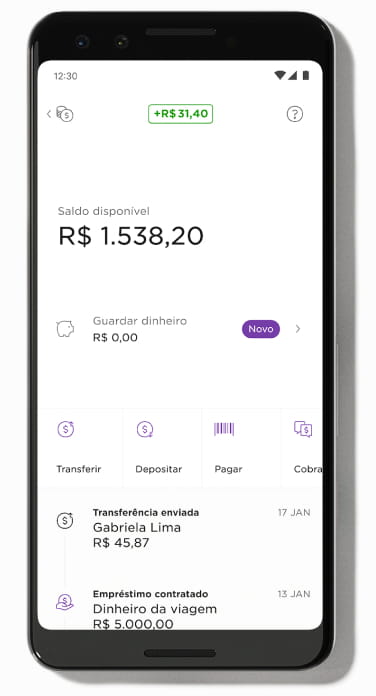 12:30
+R$ 31,40
Saldo disponível
R$ 1.538,20
Guardar dinheiro
Novo
R$ 0,00
Transferir
Depositar
Pagar
Cobra
Transferência enviada
17 JAN
Gabriela Lima
R$ 45,87
Empréstimo contratado
13 JAN
Dinheiro da viagem
R$ 5.000,00